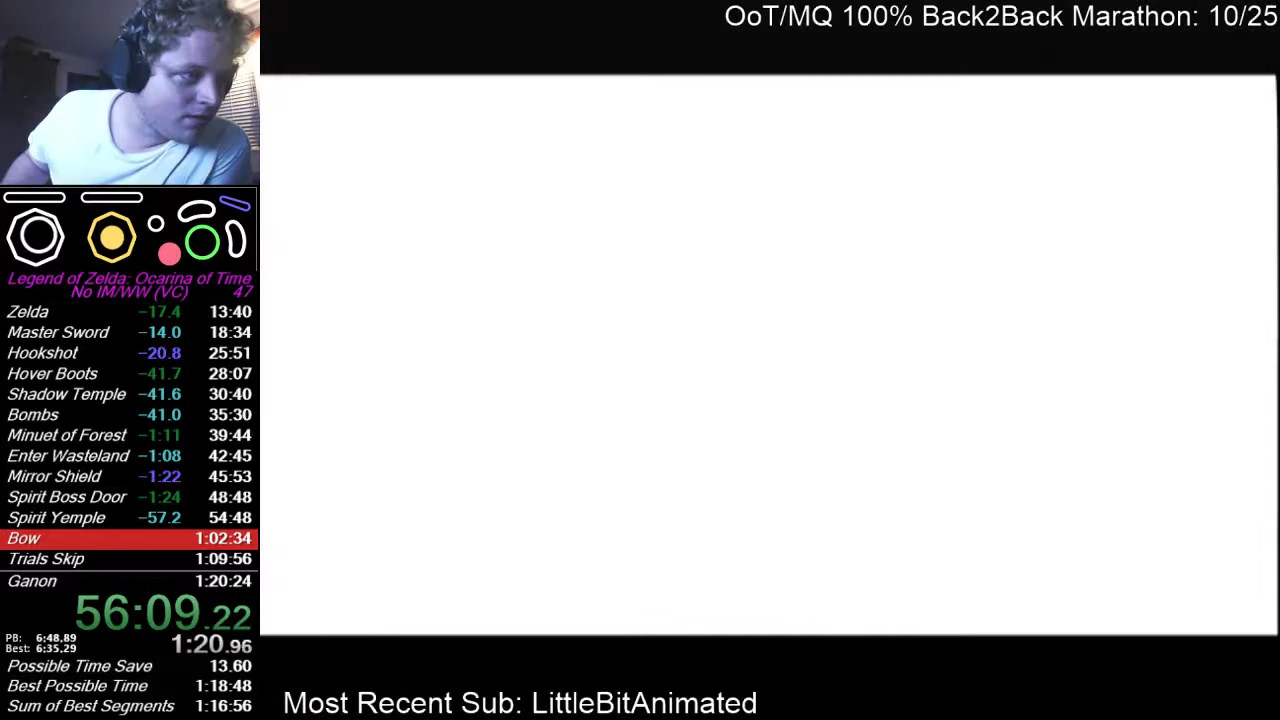 OoT/MQ 100% Back2Back Marathon: 10/25
Legend of Zelda: Ocarina of Time
No IM/WW (VC) 47
Zelda −17.4 13:40
Master Sword −14.0 18:34
Hookshot −20.8 25:51
Hover Boots −41.7 28:07
Shadow Temple −41.6 30:40
Bombs −41.0 35:30
Minuet of Forest −1:11 39:44
Enter Wasteland −1:08 42:45
Mirror Shield −1:22 45:53
Spirit Boss Door −1:24 48:48
Spirit Yemple −57.2 54:48
Bow 1:02:34
Trials Skip 1:09:56
Ganon 1:20:24
56:09.22
PB: 6:48.89
Best: 6:35.29
1:20.96
Possible Time Save 13.60
Best Possible Time 1:18:48
Sum of Best Segments 1:16:56
Most Recent Sub: LittleBitAnimated